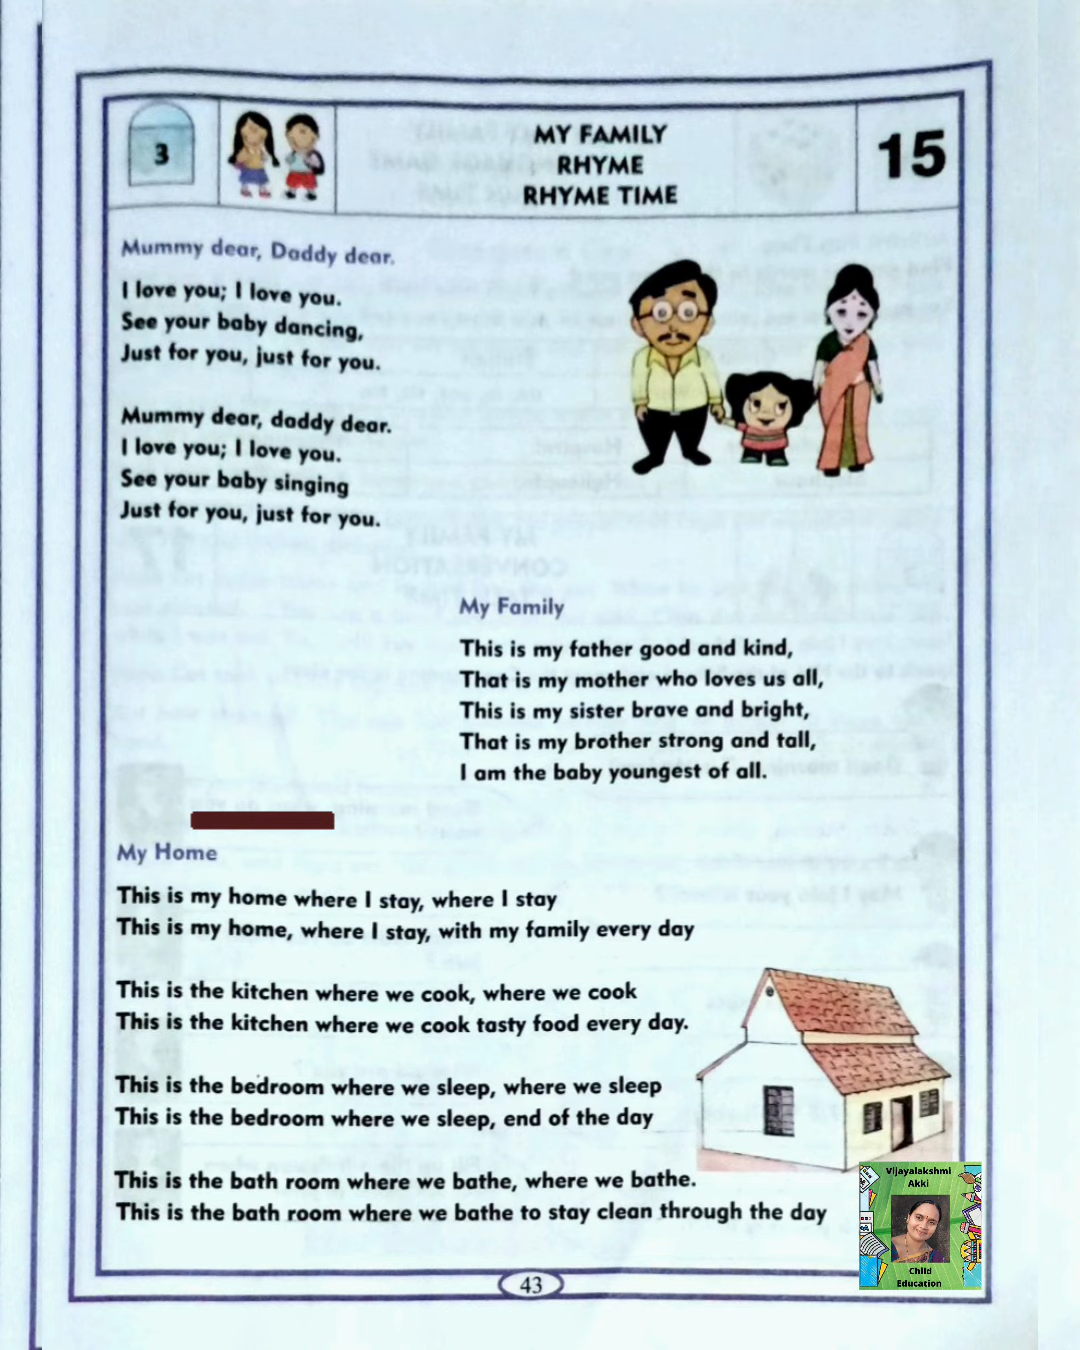 3
MY FAMILY
RHYME
RHYME TIME
15
Mummy dear, Daddy dear.
I love you; I love you.
See your baby dancing,
Just for you, just for you.
Mummy dear, daddy dear.
I love you; I love you.
See your baby singing
Just for you, just for you.
My Family
This is my father good and kind,
That is my mother who loves us all,
This is my sister brave and bright,
That is my brother strong and tall,
I am the baby youngest of all.
My Home
This is my home where I stay, where I stay
This is my home, where I stay, with my family every day
This is the kitchen where we cook, where we cook
This is the kitchen where we cook tasty food every day.
This is the bedroom where we sleep, where we sleep
This is the bedroom where we sleep, end of the day
This is the bath room where we bathe, where we bathe.
This is the bath room where we bathe to stay clean through the day
Vijayalakshmi
Akki
Child
Education
43